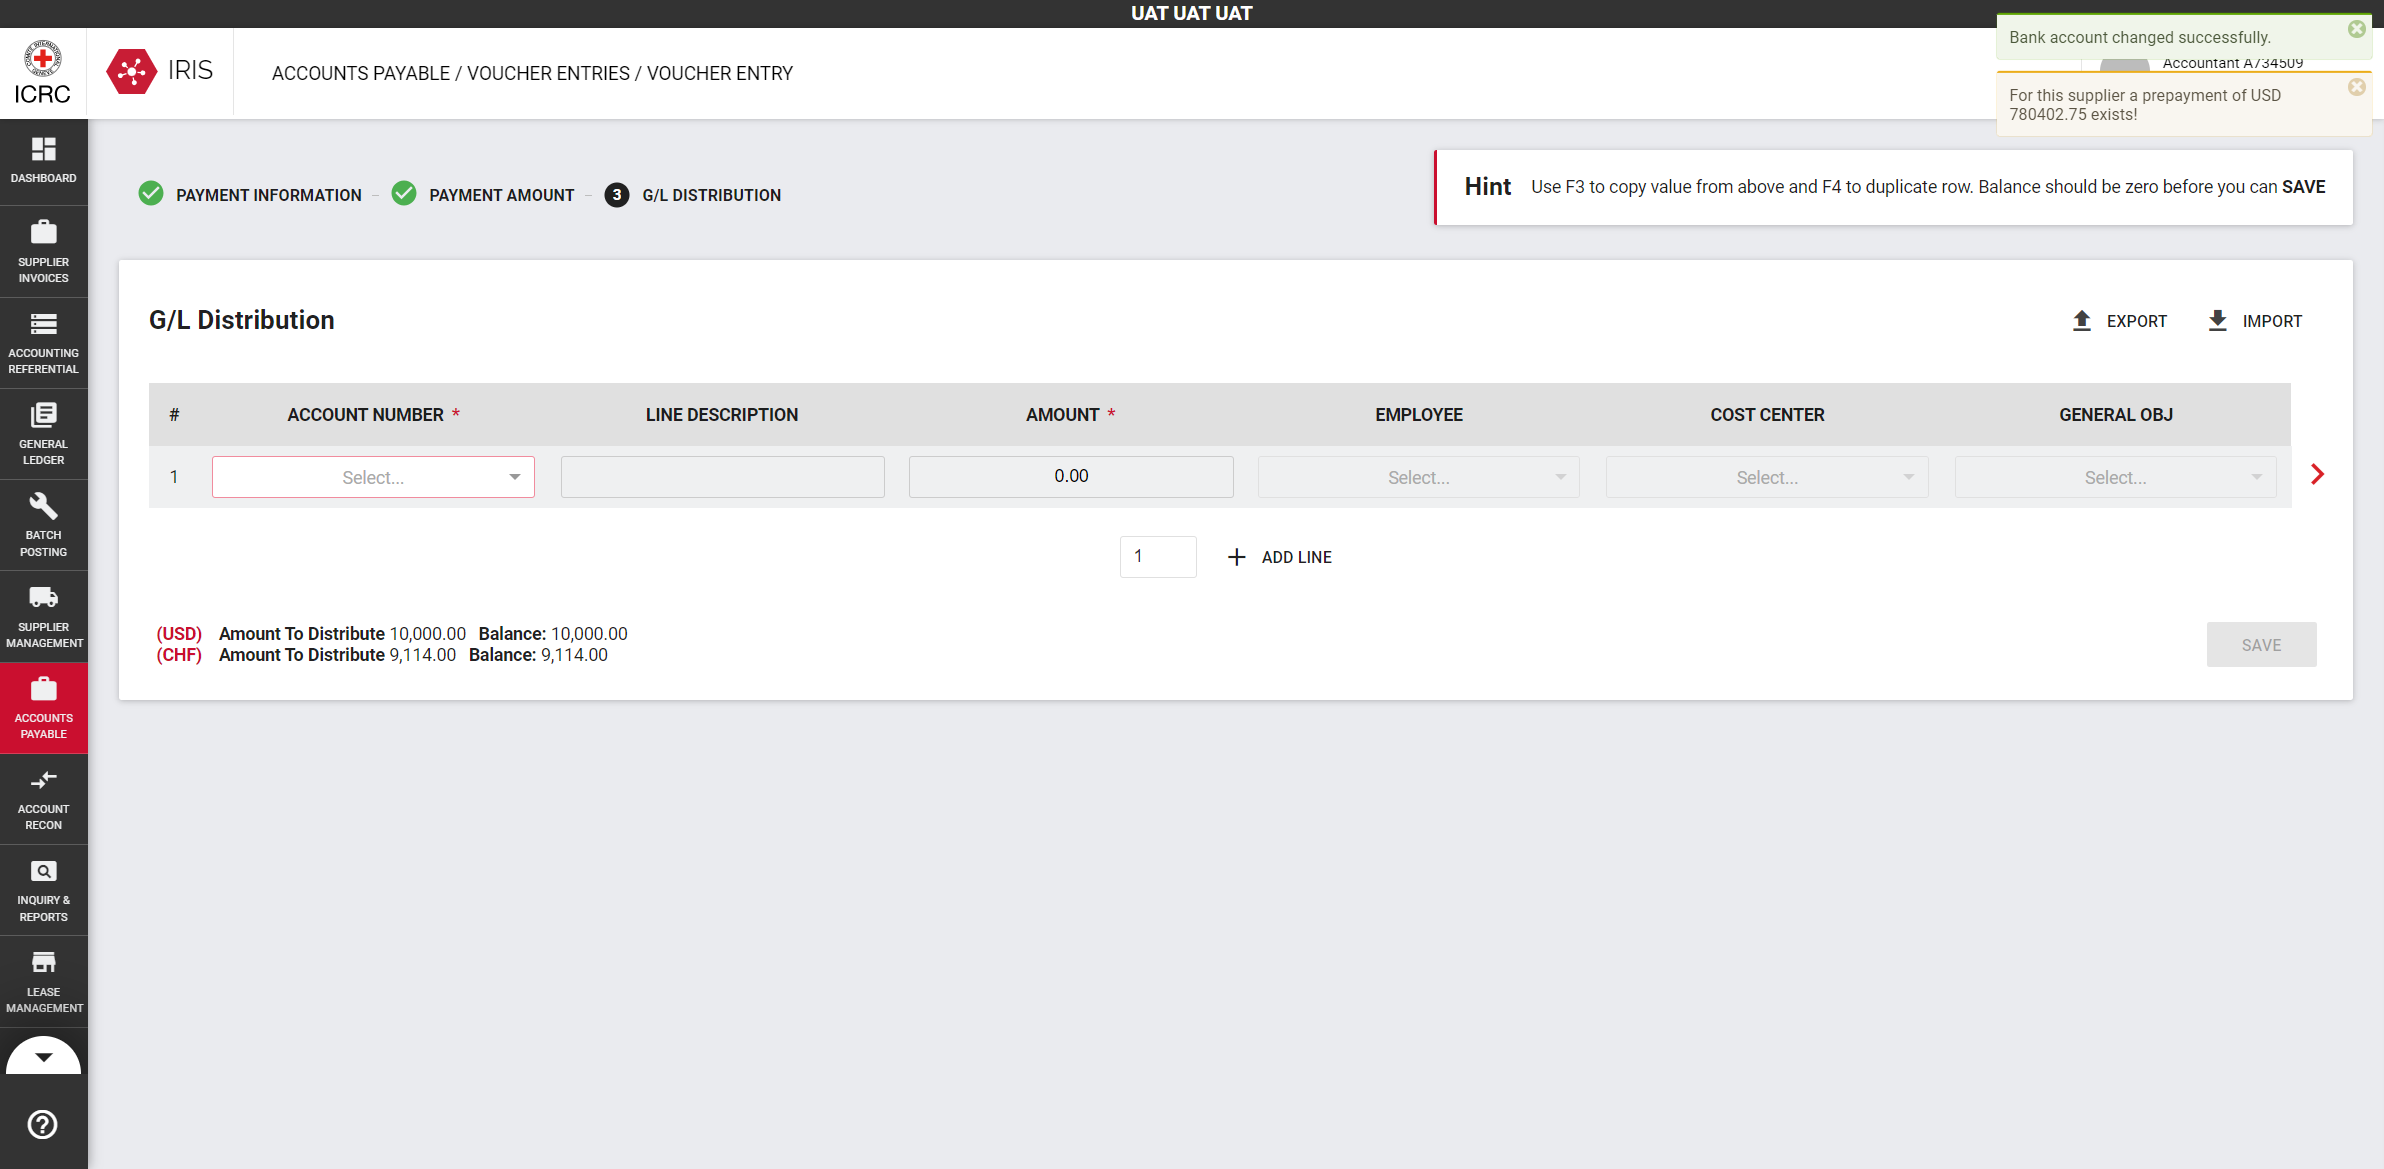 UAT UAT UAT
Bank account changed successfully.
Accountant A734509
For this supplier a prepayment of USD
780402.75 exists!
ICRC
IRIS
ACCOUNTS PAYABLE / VOUCHER ENTRIES / VOUCHER ENTRY
DASHBOARD
SUPPLIER
INVOICES
ACCOUNTING
REFERENTIAL
GENERAL
LEDGER
BATCH
POSTING
SUPPLIER
MANAGEMENT
ACCOUNTS
PAYABLE
ACCOUNT
RECON
INQUIRY &
REPORTS
LEASE
MANAGEMENT
PAYMENT INFORMATION – PAYMENT AMOUNT – 3 G/L DISTRIBUTION
Hint Use F3 to copy value from above and F4 to duplicate row. Balance should be zero before you can SAVE
G/L Distribution
EXPORT IMPORT
# ACCOUNT NUMBER * LINE DESCRIPTION AMOUNT * EMPLOYEE COST CENTER GENERAL OBJ
1 Select... 0.00 Select... Select... Select...
1 + ADD LINE
(USD) Amount To Distribute 10,000.00 Balance: 10,000.00
(CHF) Amount To Distribute 9,114.00 Balance: 9,114.00
SAVE